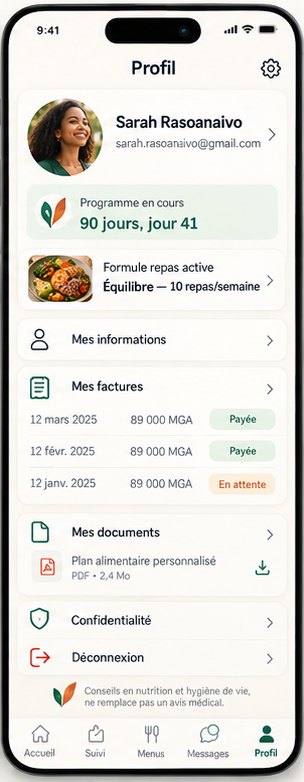 9:41
Profil
Sarah Rasoanaivo
sarah.rasoanaivo@gmail.com
Programme en cours
90 jours, jour 41
Formule repas active
Équilibre — 10 repas/semaine
Mes informations
Mes factures
12 mars 2025 89 000 MGA Payée
12 févr. 2025 89 000 MGA Payée
12 janv. 2025 89 000 MGA En attente
Mes documents
Plan alimentaire personnalisé
PDF • 2,4 Mo
Confidentialité
Déconnexion
Conseils en nutrition et hygiène de vie,
ne remplace pas un avis médical.
Accueil Suivi Menus Messages Profil